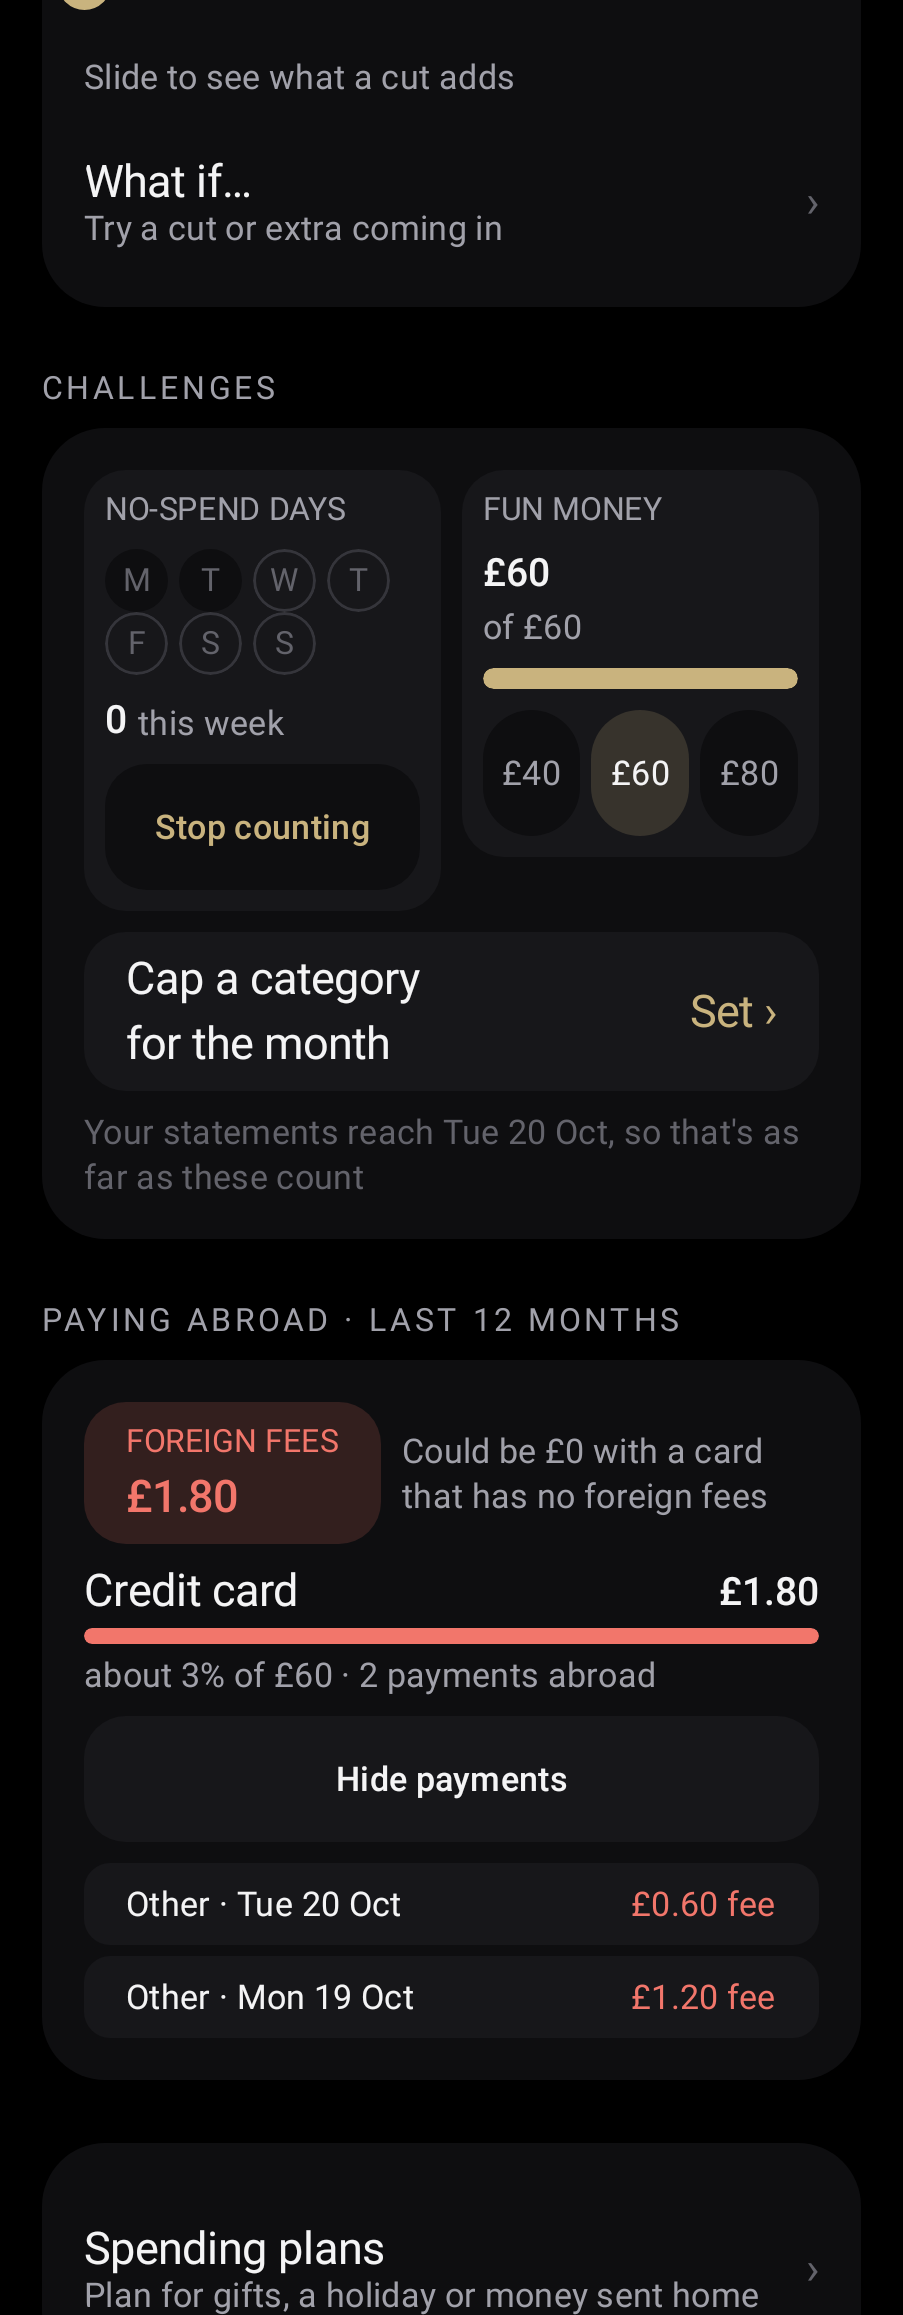 Slide to see what a cut adds
What if…
Try a cut or extra coming in
›
CHALLENGES
NO-SPEND DAYS
M T W T
F S S
0 this week
Stop counting
FUN MONEY
£60
of £60
£40 £60 £80
Cap a category
for the month
Set ›
Your statements reach Tue 20 Oct, so that's as
far as these count
PAYING ABROAD · LAST 12 MONTHS
FOREIGN FEES
£1.80
Could be £0 with a card
that has no foreign fees
Credit card £1.80
about 3% of £60 · 2 payments abroad
Hide payments
Other · Tue 20 Oct £0.60 fee
Other · Mon 19 Oct £1.20 fee
Spending plans
Plan for gifts, a holiday or money sent home
›